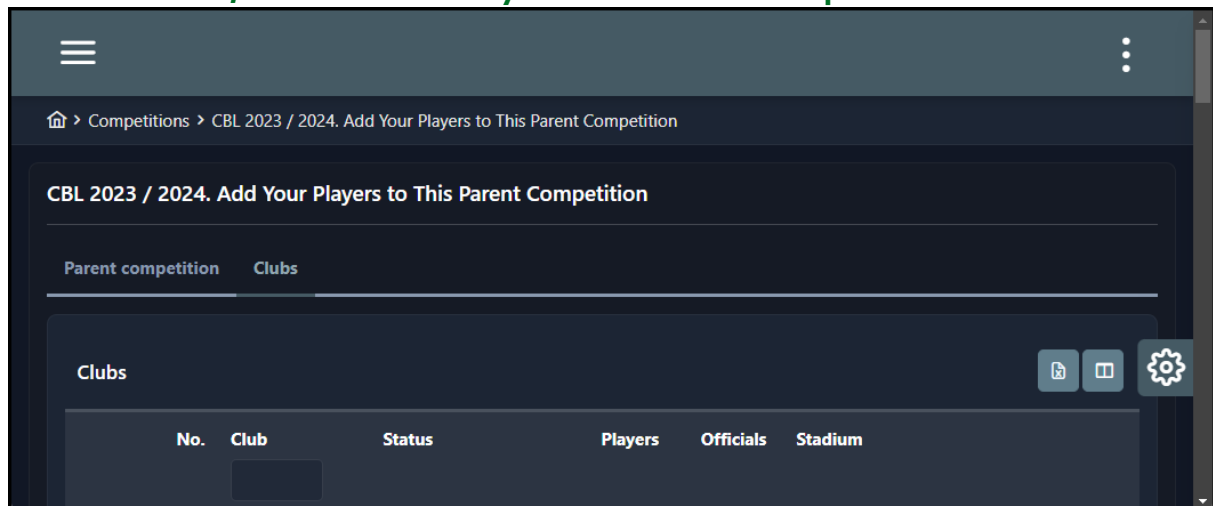 Competitions > CBL 2023 / 2024. Add Your Players to This Parent Competition
CBL 2023 / 2024. Add Your Players to This Parent Competition
Parent competition Clubs
Clubs
No. Club Status Players Officials Stadium